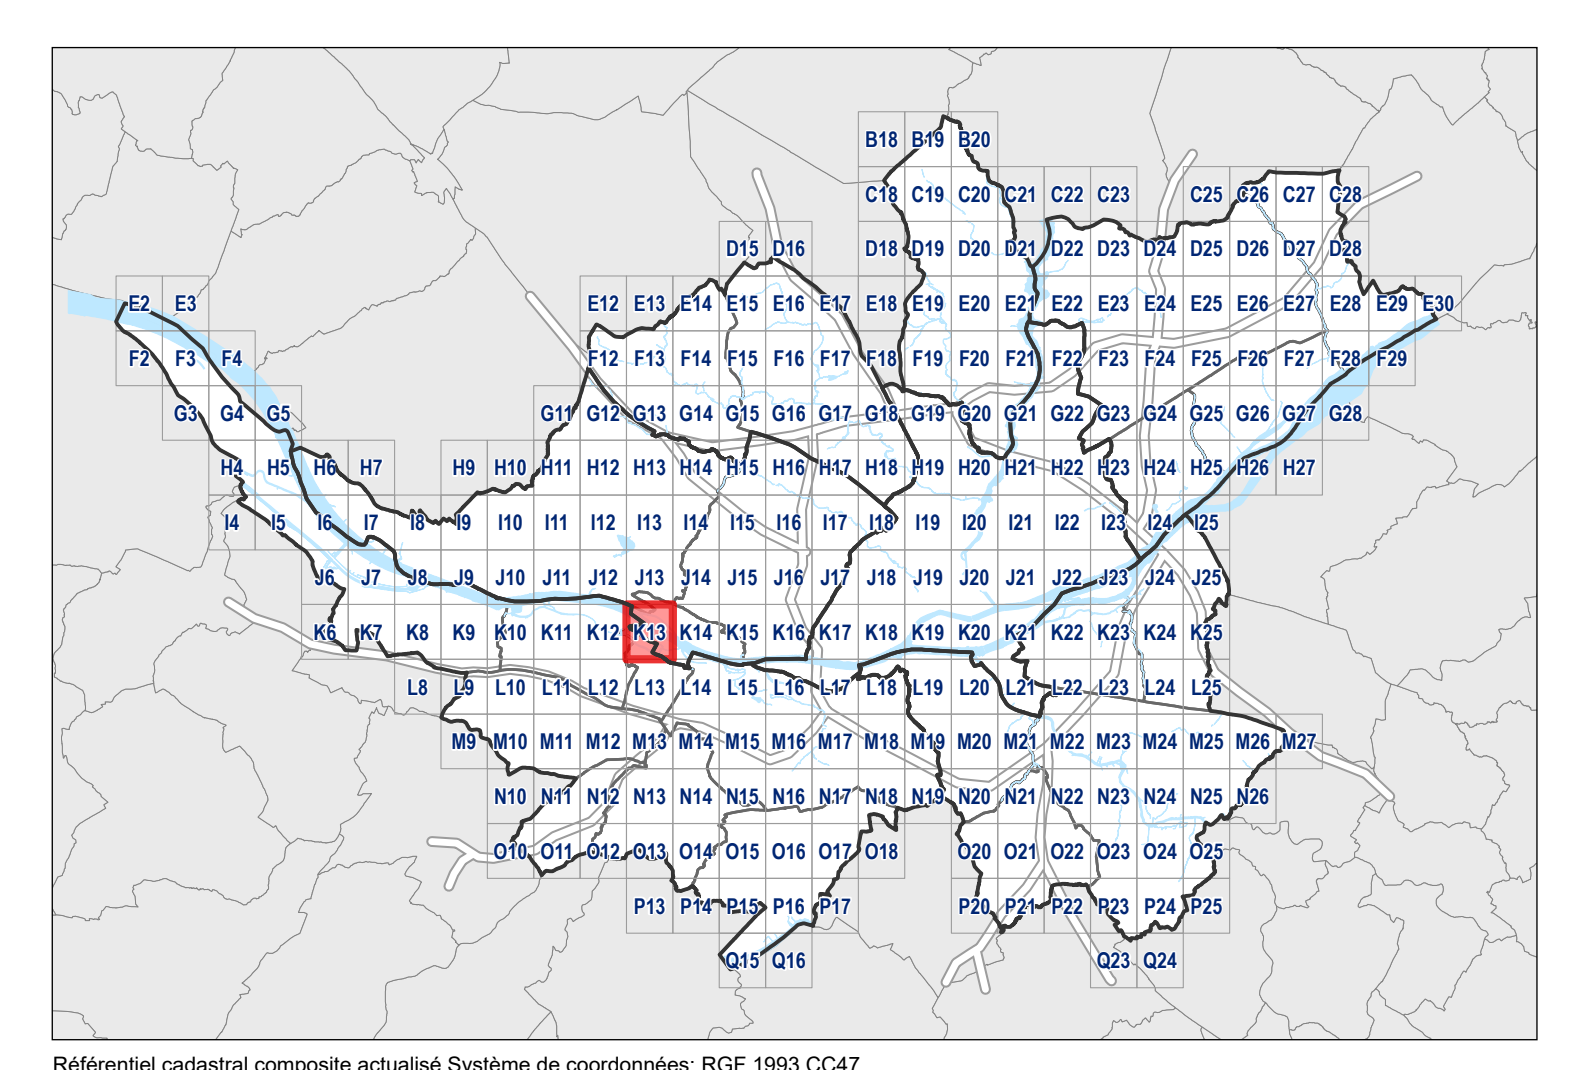 B18 B19 B20
C18 C19 C20 C21 C22 C23 C25 C26 C27 C28
D15 D16 D18 D19 D20 D21 D22 D23 D24 D25 D26 D27 D28
E2 E3 E12 E13 E14 E15 E16 E17 E18 E19 E20 E21 E22 E23 E24 E25 E26 E27 E28 E29 E30
F2 F3 F4 F12 F13 F14 F15 F16 F17 F18 F19 F20 F21 F22 F23 F24 F25 F26 F27 F28 F29
G3 G4 G5 G11 G12 G13 G14 G15 G16 G17 G18 G19 G20 G21 G22 G23 G24 G25 G26 G27 G28
H4 H5 H6 H7 H9 H10 H11 H12 H13 H14 H15 H16 H17 H18 H19 H20 H21 H22 H23 H24 H25 H26 H27
I4 I5 I6 I7 I8 I9 I10 I11 I12 I13 I14 I15 I16 I17 I18 I19 I20 I21 I22 I23 I24 I25
J6 J7 J8 J9 J10 J11 J12 J13 J14 J15 J16 J17 J18 J19 J20 J21 J22 J23 J24 J25
K6 K7 K8 K9 K10 K11 K12 K13 K14 K15 K16 K17 K18 K19 K20 K21 K22 K23 K24 K25
L8 L9 L10 L11 L12 L13 L14 L15 L16 L17 L18 L19 L20 L21 L22 L23 L24 L25
M9 M10 M11 M12 M13 M14 M15 M16 M17 M18 M19 M20 M21 M22 M23 M24 M25 M26 M27
N10 N11 N12 N13 N14 N15 N16 N17 N18 N19 N20 N21 N22 N23 N24 N25 N26
O10 O11 O12 O13 O14 O15 O16 O17 O18 O20 O21 O22 O23 O24 O25
P13 P14 P15 P16 P17 P20 P21 P22 P23 P24 P25
Q15 Q16 Q23 Q24
Référentiel cadastral composite actualisé Système de coordonnées: RGF 1993 CC47